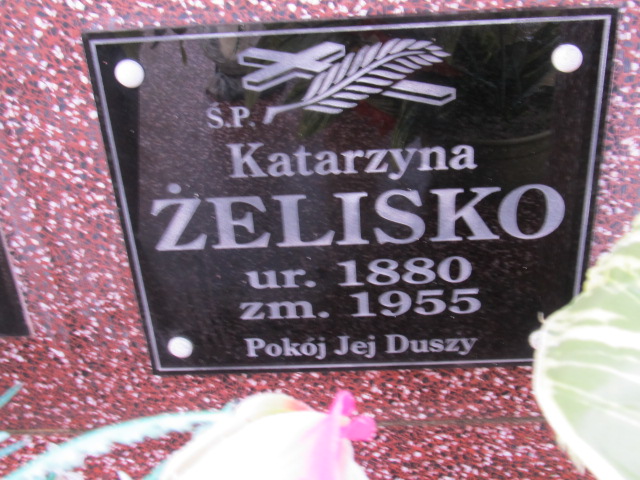 Ś.P.
Katarzyna
ŻELISKO
ur. 1880
zm. 1955
Pokój Jej Duszy